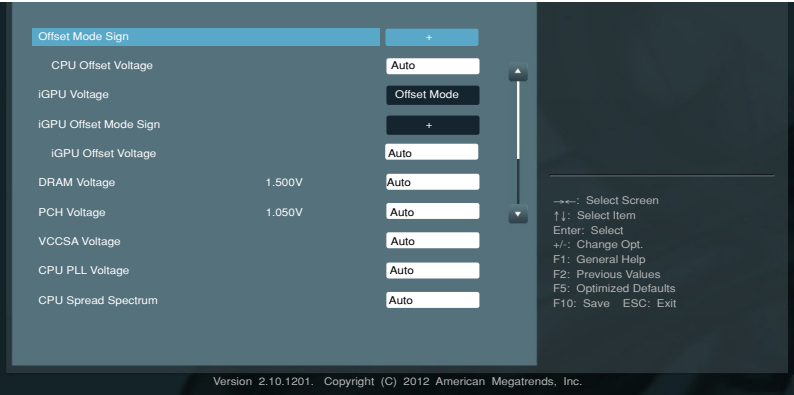 Offset Mode Sign +
CPU Offset Voltage Auto
iGPU Voltage Offset Mode
iGPU Offset Mode Sign +
iGPU Offset Voltage Auto
DRAM Voltage 1.500V Auto
PCH Voltage 1.050V Auto
VCCSA Voltage Auto
CPU PLL Voltage Auto
CPU Spread Spectrum Auto
→←: Select Screen
↑↓: Select Item
Enter: Select
+/-: Change Opt.
F1: General Help
F2: Previous Values
F5: Optimized Defaults
F10: Save ESC: Exit
Version 2.10.1201. Copyright (C) 2012 American Megatrends, Inc.